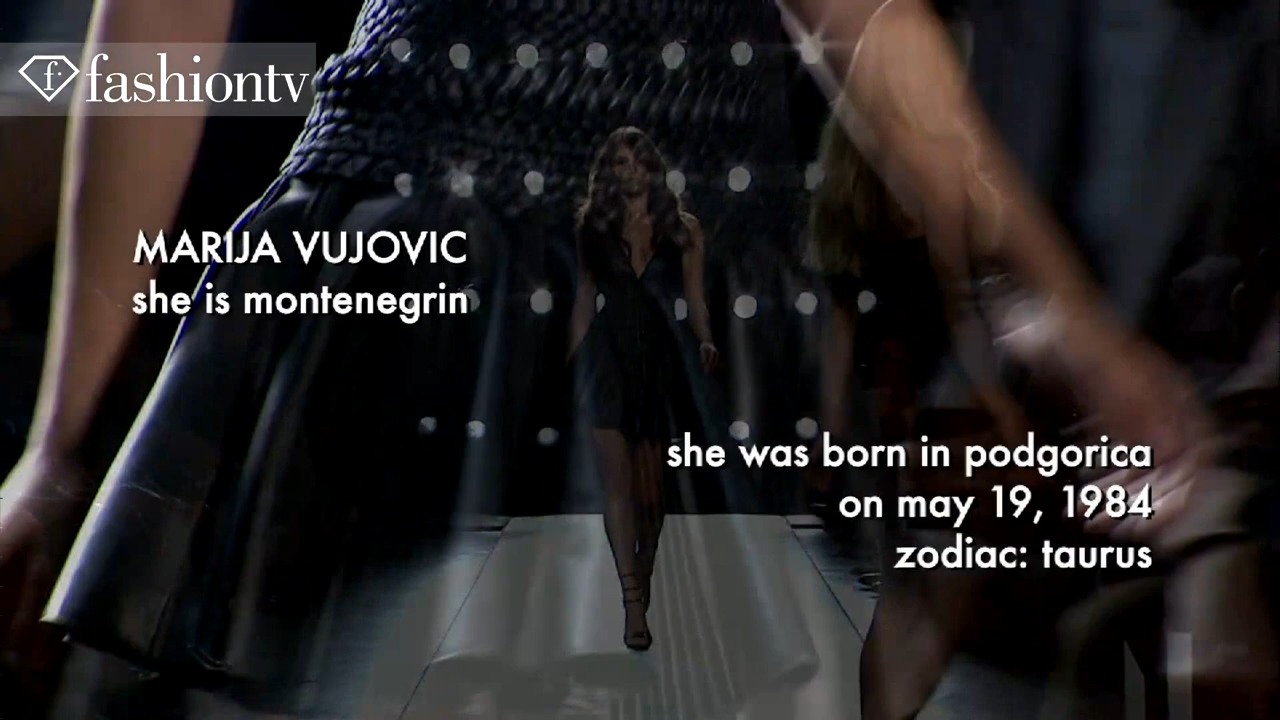 fashiontv
MARIJA VUJOVIC
she is montenegrin
she was born in podgorica
on may 19, 1984
zodiac: taurus